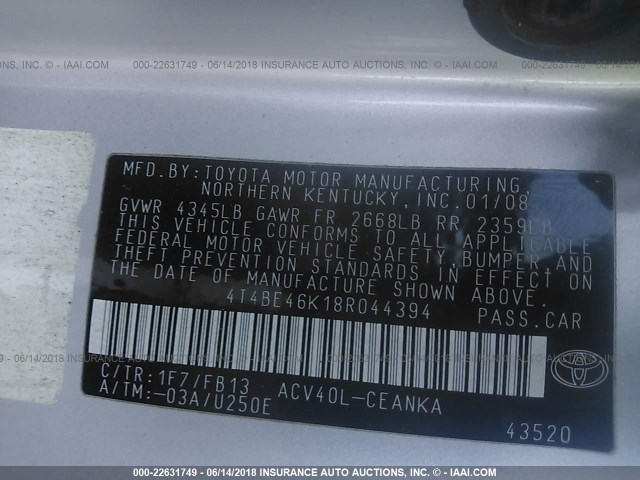 000-22631749 - 06/14/2018 INSURANCE AUTO AUCTIONS, INC. - © IAAI.COM
MFD.BY:TOYOTA MOTOR MANUFACTURING,
NORTHERN KENTUCKY, INC.01/08
GVWR 4345LB GAWR FR 2668LB RR 2359LB
THIS VEHICLE CONFORMS TO ALL APPLICABLE
FEDERAL MOTOR VEHICLE SAFETY, BUMPER AND
THEFT PREVENTION STANDARDS IN EFFECT ON
THE DATE OF MANUFACTURE SHOWN ABOVE.
4T4BE46K18R044394 PASS.CAR
C/TR:1F7/FB13 ACV40L-CEANKA
A/TM:-03A/U250E
43520
000-22631749 - 06/14/2018 INSURANCE AUTO AUCTIONS, INC. - © IAAI.COM